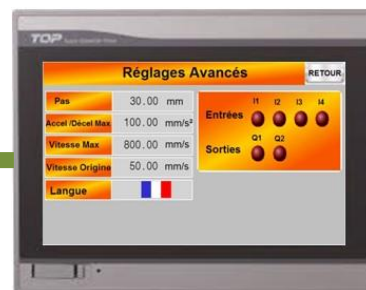 TOP
Réglages Avancés
RETOUR
Pas 30.00 mm
Accel /Décel Max 100.00 mm/s²
Vitesse Max 800.00 mm/s
Vitesse Origine 50.00 mm/s
Langue
I1 I2 I3 I4
Entrées
Q1 Q2
Sorties